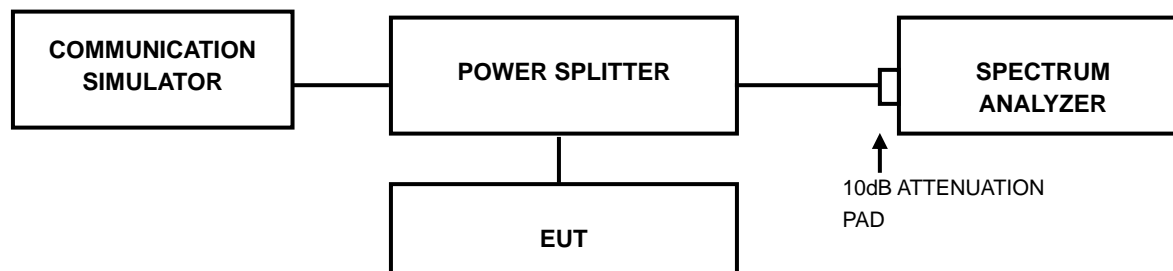 COMMUNICATION
SIMULATOR
POWER SPLITTER
SPECTRUM
ANALYZER
10dB ATTENUATION
PAD
EUT